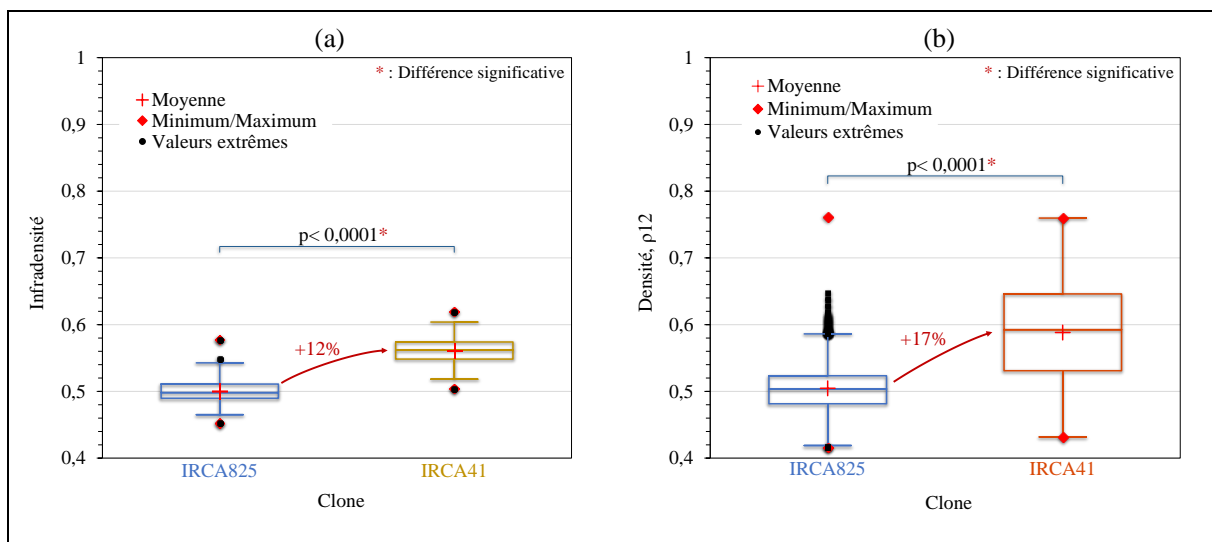 (a)
* : Différence significative
Moyenne
Minimum/Maximum
Valeurs extrêmes
1
0,9
0,8
0,7
0,6
0,5
0,4
Infradensité
p< 0,0001*
+12%
IRCA825
IRCA41
Clone
(b)
* : Différence significative
Moyenne
Minimum/Maximum
Valeurs extrêmes
1
0,9
0,8
0,7
0,6
0,5
0,4
Densité, ρ12
p< 0,0001*
+17%
IRCA825
IRCA41
Clone